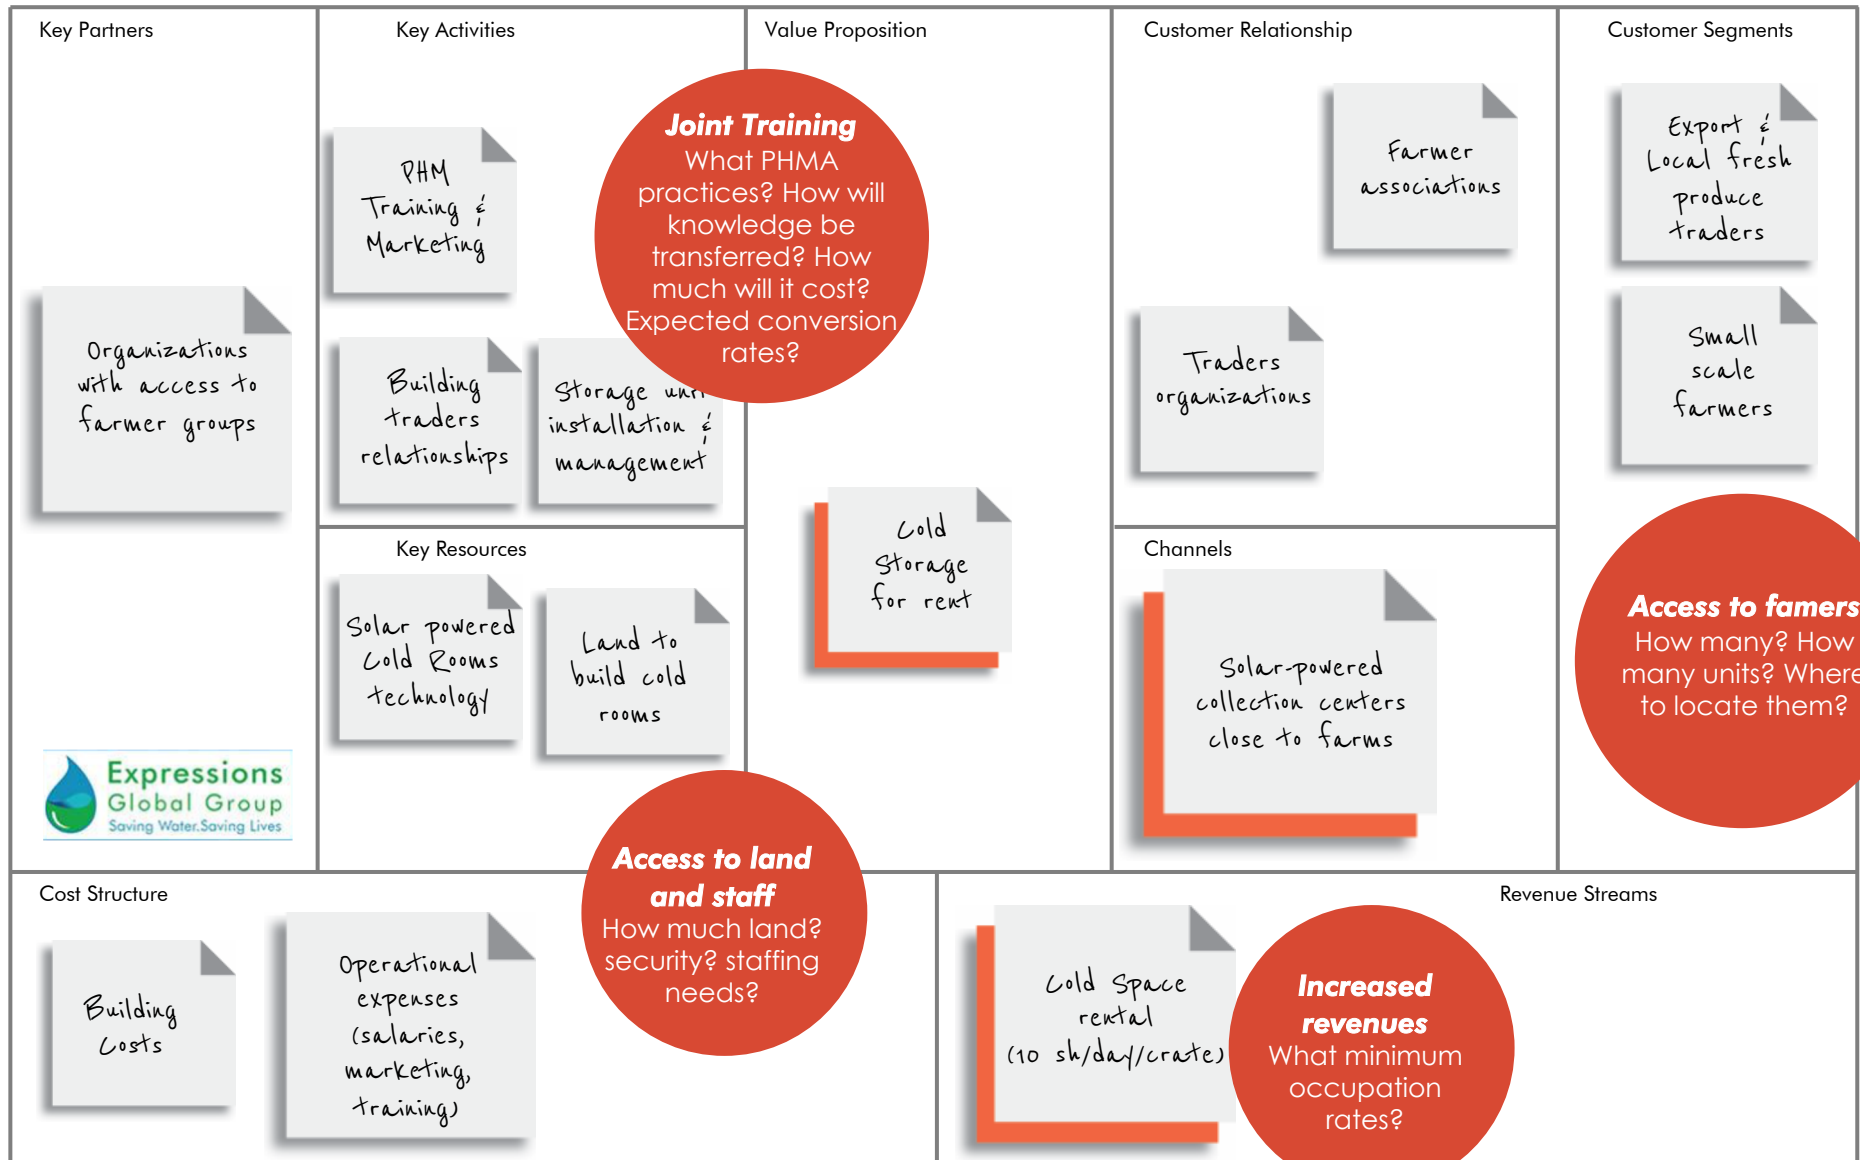 Key Partners
Organizations
with access to
farmer groups
Expressions
Global Group
Saving Water.Saving Lives
Key Activities
PHM
Training &
Marketing
Building
traders
relationships
Storage unit
installation &
management
Joint Training
What PHMA
practices? How will
knowledge be
transferred? How
much will it cost?
Expected conversion
rates?
Key Resources
Solar powered
Cold Rooms
technology
Land to
build cold
rooms
Access to land
and staff
How much land?
security? staffing
needs?
Value Proposition
Cold
Storage
for rent
Customer Relationship
Farmer
associations
Traders
organizations
Channels
Solar-powered
collection centers
close to farms
Customer Segments
Export &
Local fresh
produce
traders
Small
scale
farmers
Access to famers
How many? How
many units? Where
to locate them?
Cost Structure
Building
Costs
Operational
expenses
(salaries,
marketing,
training)
Revenue Streams
Cold Space
rental
(10 sh/day/crate)
Increased
revenues
What minimum
occupation
rates?